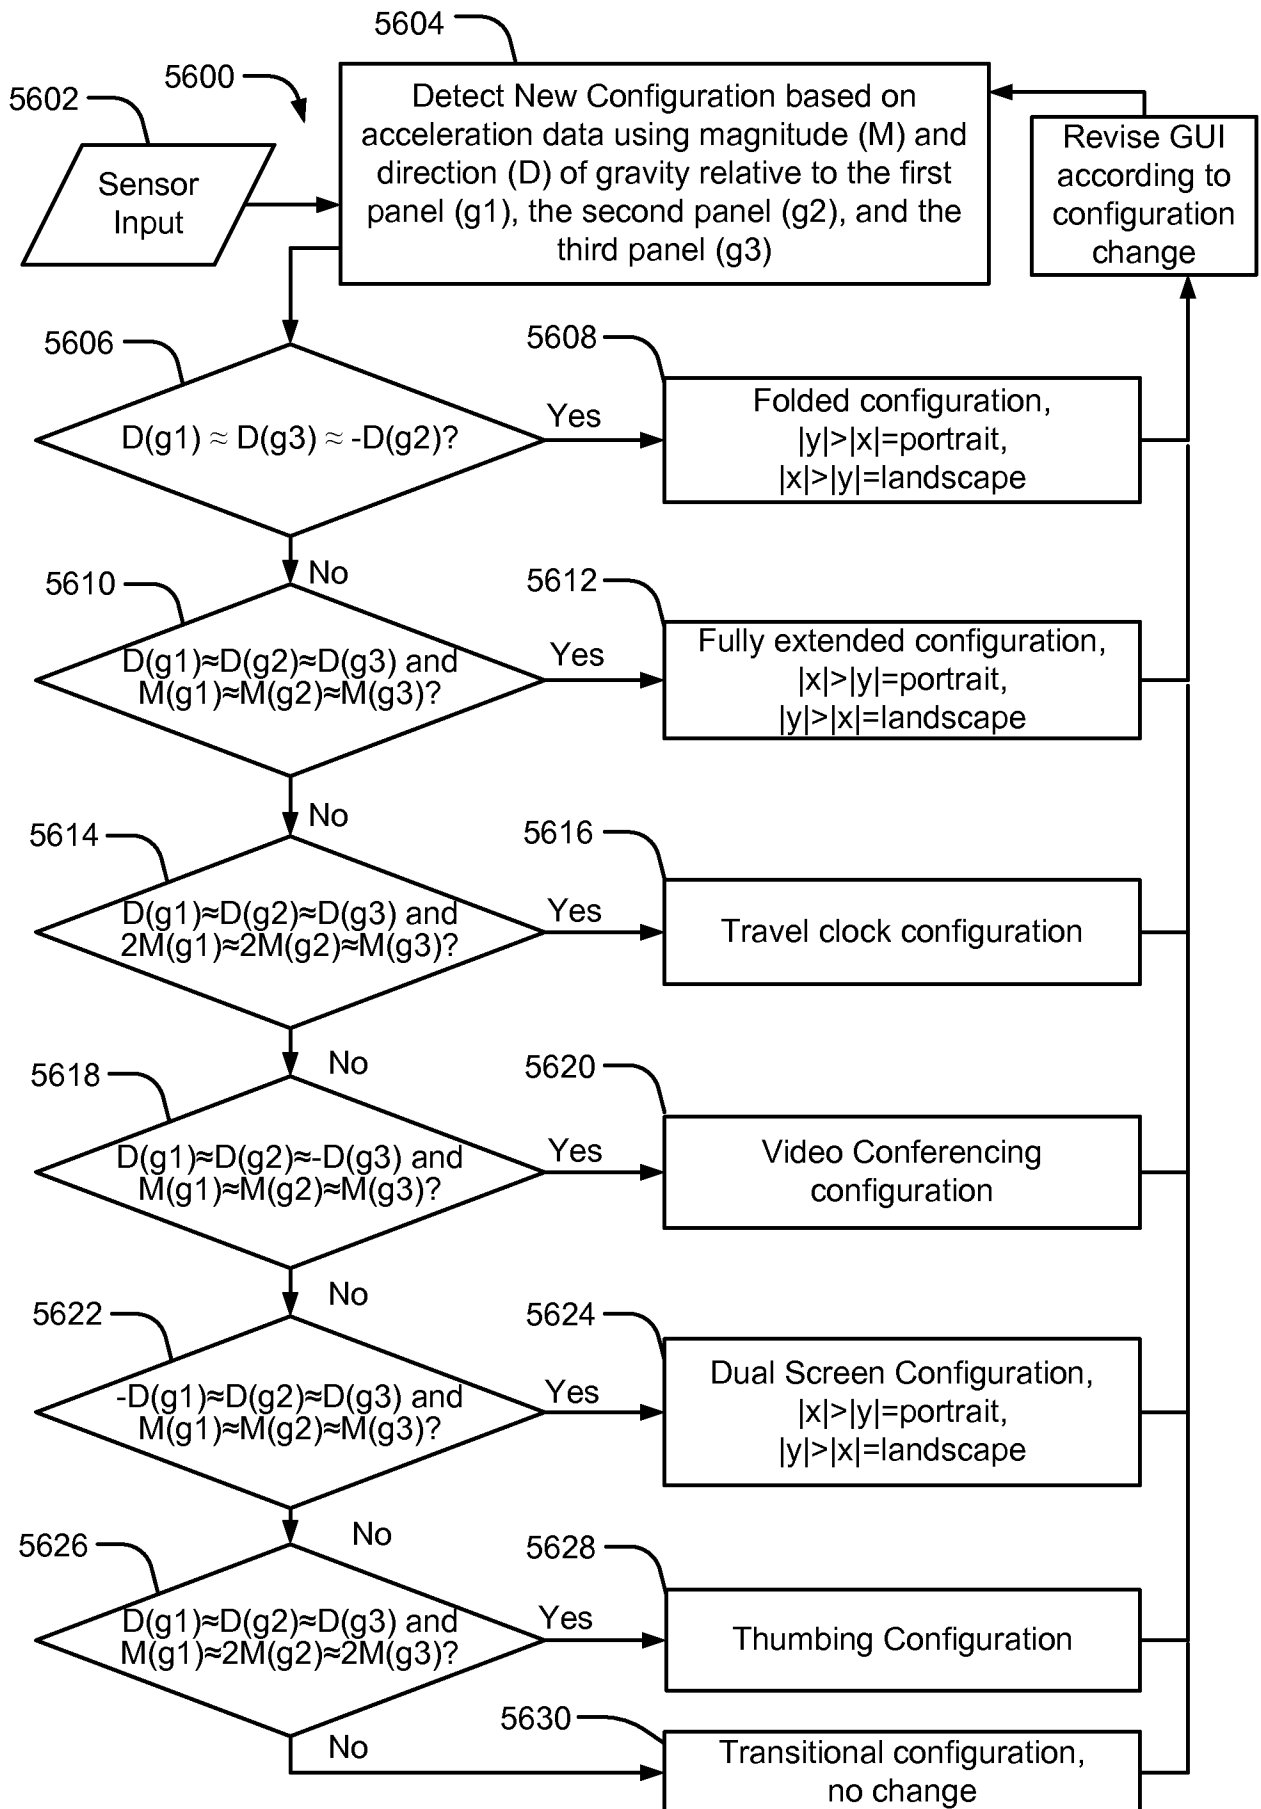 5604
5600
5602
Sensor
Input
Detect New Configuration based on
acceleration data using magnitude (M) and
direction (D) of gravity relative to the first
panel (g1), the second panel (g2), and the
third panel (g3)
Revise GUI
according to
configuration
change
5606
D(g1) ≈ D(g3) ≈ -D(g2)?
Yes
5608
Folded configuration,
|y|>|x|=portrait,
|x|>|y|=landscape
No
5610
D(g1)≈D(g2)≈D(g3) and
M(g1)≈M(g2)≈M(g3)?
Yes
5612
Fully extended configuration,
|x|>|y|=portrait,
|y|>|x|=landscape
No
5614
D(g1)≈D(g2)≈D(g3) and
2M(g1)≈2M(g2)≈M(g3)?
Yes
5616
Travel clock configuration
No
5618
D(g1)≈D(g2)≈-D(g3) and
M(g1)≈M(g2)≈M(g3)?
Yes
5620
Video Conferencing
configuration
No
5622
-D(g1)≈D(g2)≈D(g3) and
M(g1)≈M(g2)≈M(g3)?
Yes
5624
Dual Screen Configuration,
|x|>|y|=portrait,
|y|>|x|=landscape
No
5626
D(g1)≈D(g2)≈D(g3) and
M(g1)≈2M(g2)≈2M(g3)?
Yes
5628
Thumbing Configuration
No
5630
Transitional configuration,
no change